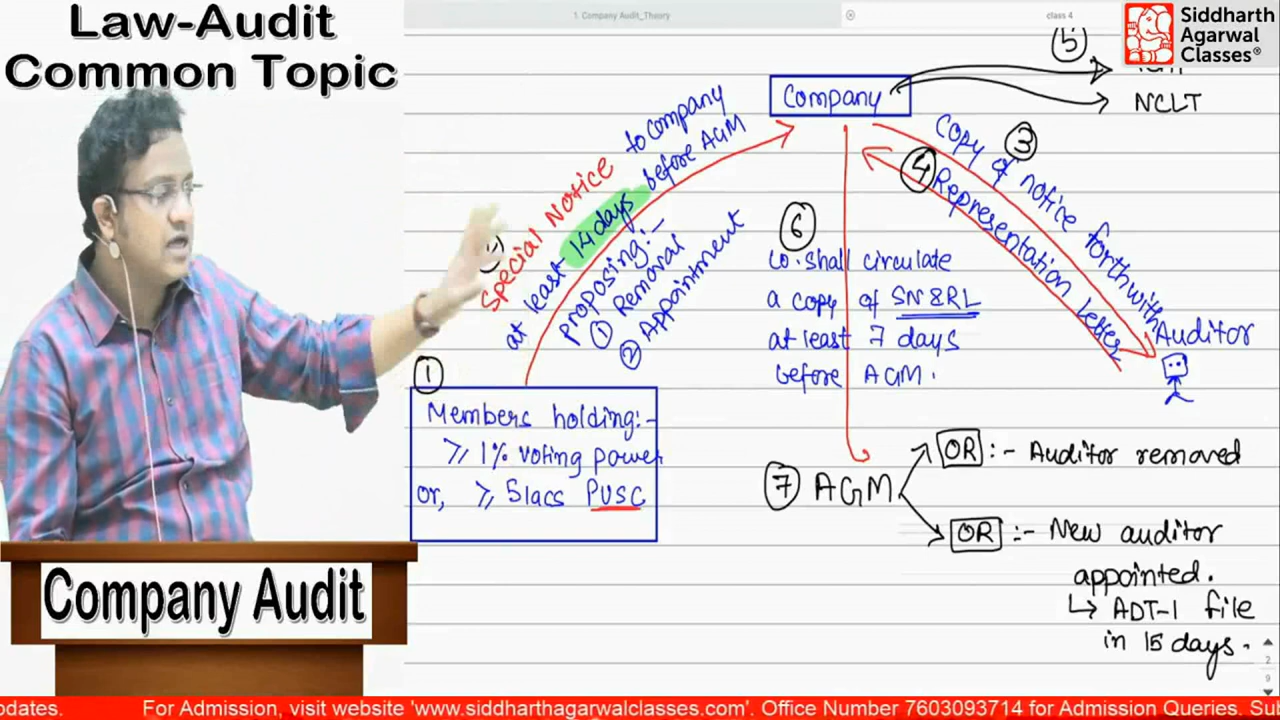 Law-Audit
Common Topic
1. Company Audit_Theory
class 4
Siddharth
Agarwal
Classes®
5
NCLT
Company
Special Notice to Company
at least 14 days before AGM
proposing:-
① Removal
② Appointment
3
Copy of notice forthwith
4
Representation Letter
Auditor
6
Co. Shall circulate
a copy of SN & RL
at least 7 days
before AGM.
1
Members holding:-
≥ 1% voting power
or, ≥ 5lacs PUSC
7 AGM
OR :- Auditor removed
OR :- New auditor
appointed.
↳ ADT-1 file
in 15 days.
2
9
Company Audit
pdates. For Admission, visit website 'www.siddharthagarwalclasses.com'. Office Number 7603093714 for Admission Queries. Su